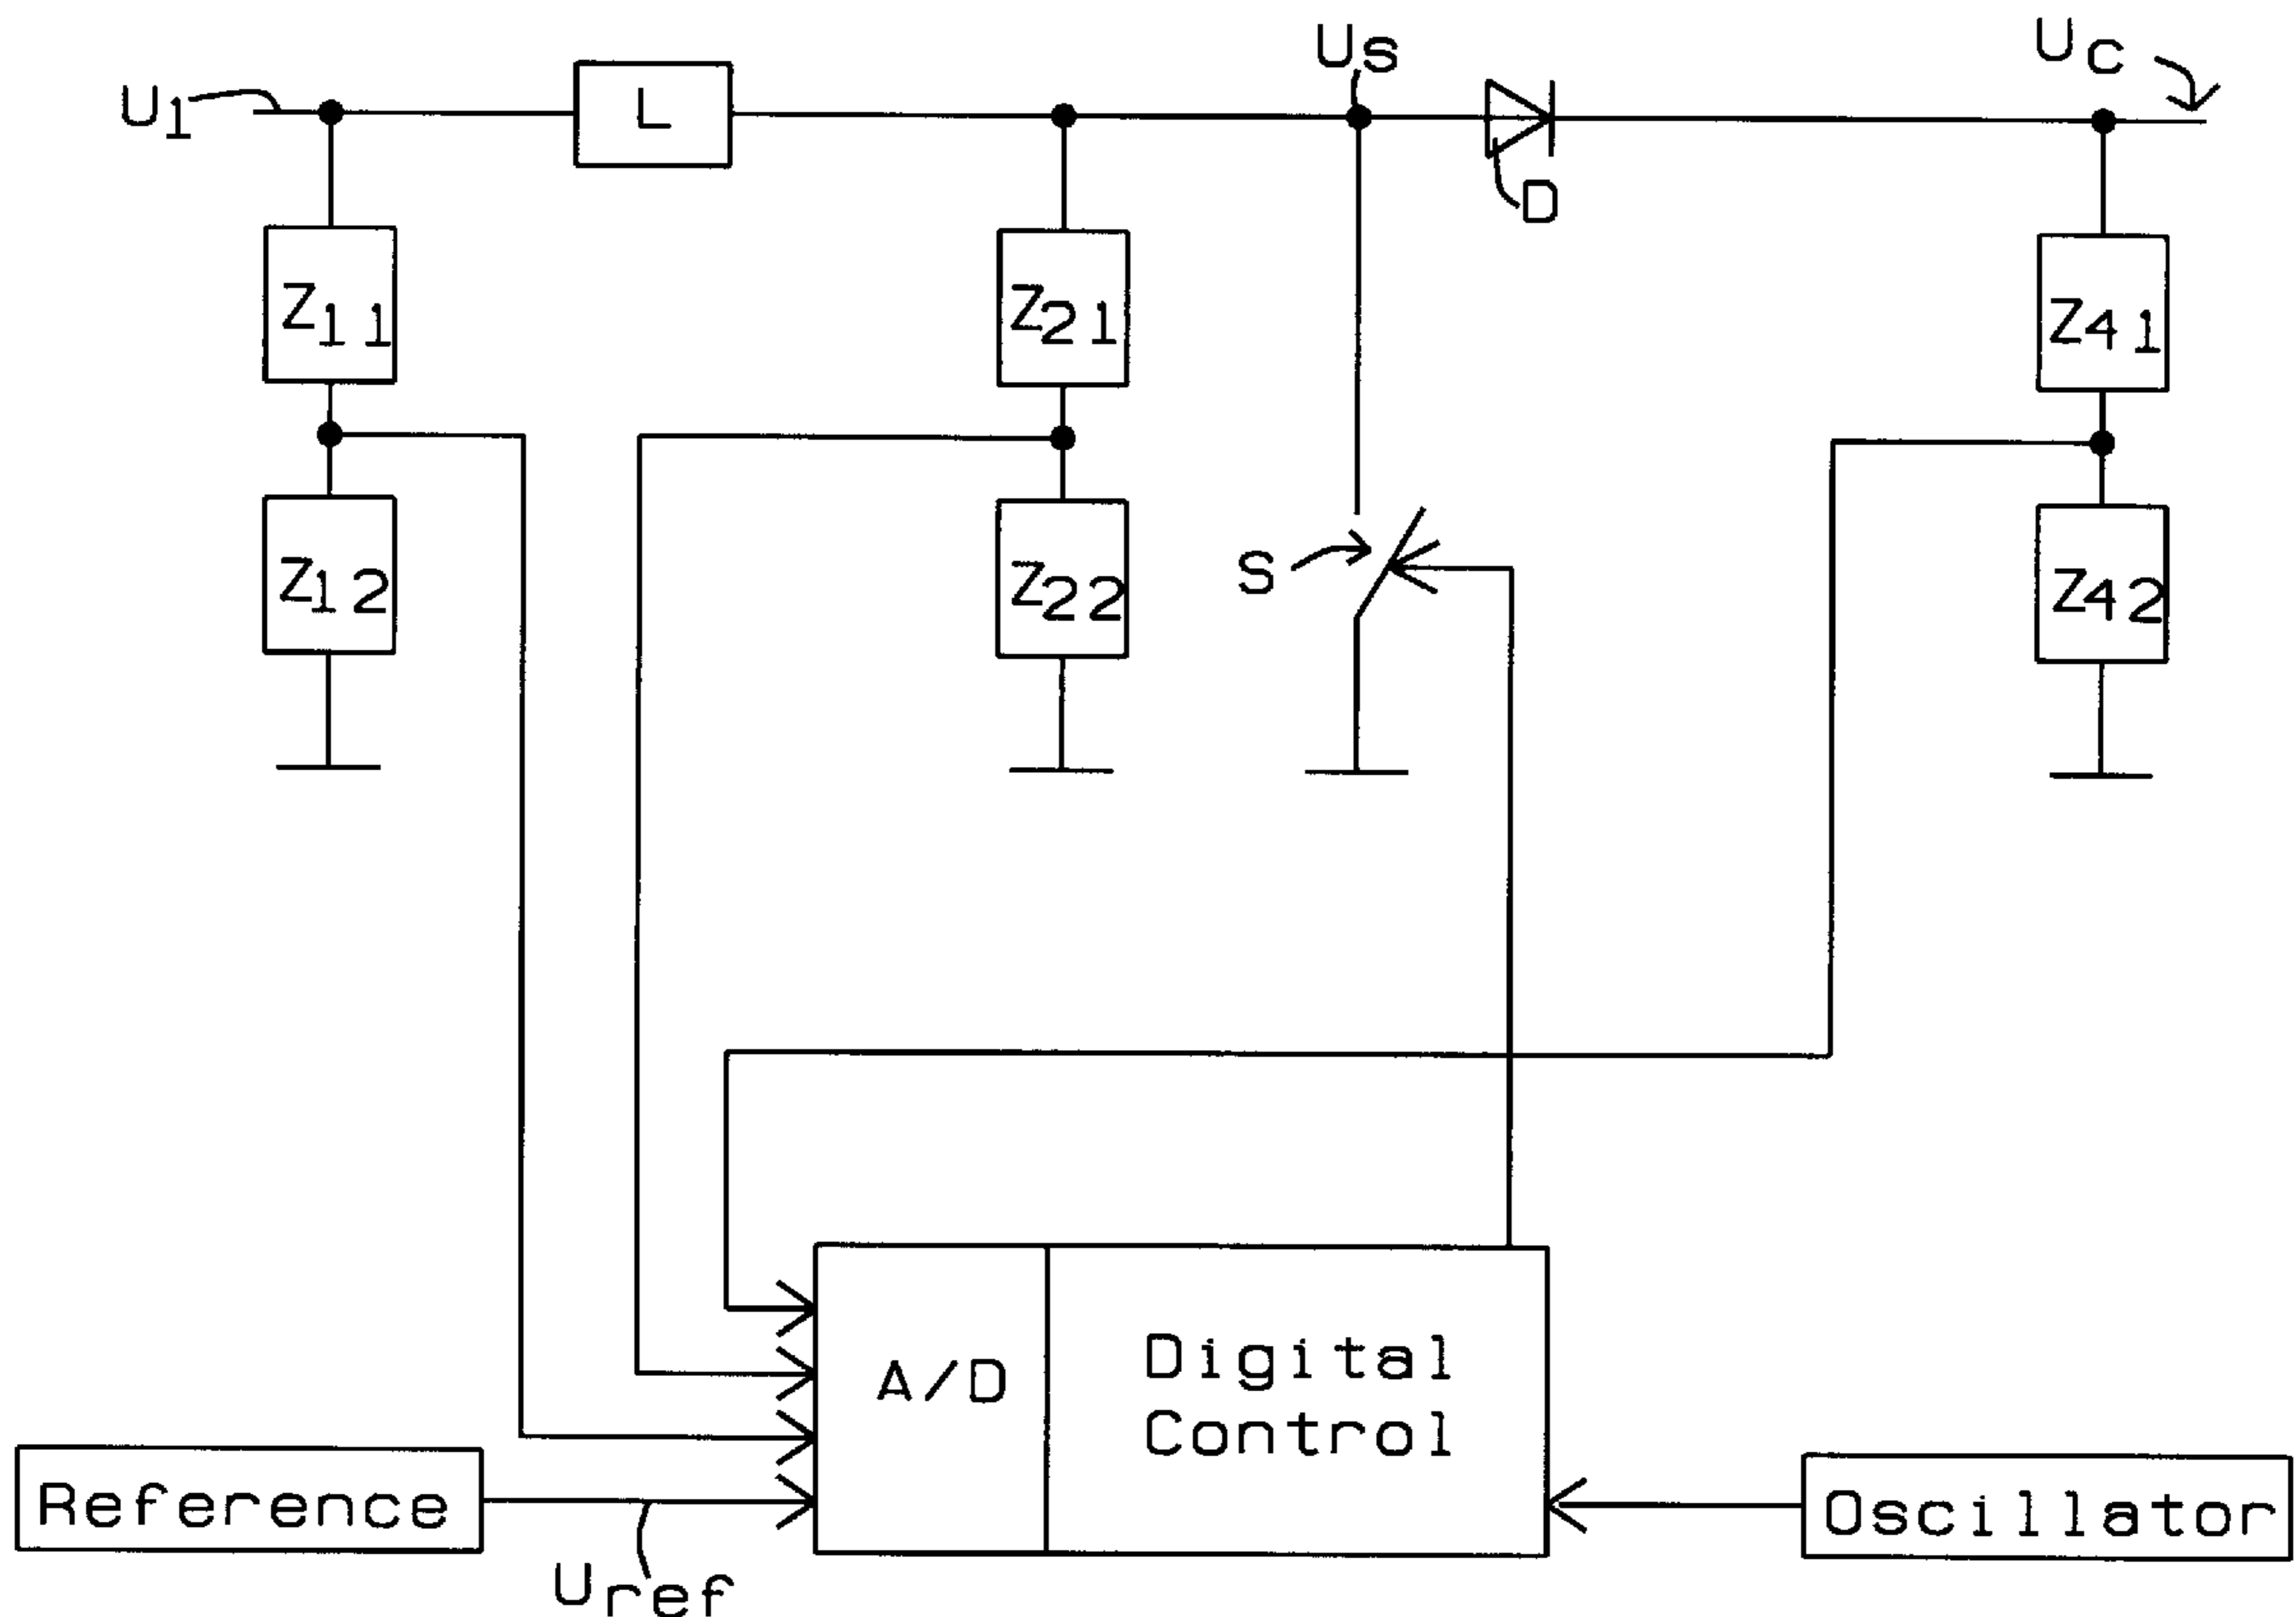 U1
L
Us
Uc
D
Z11
Z21
Z41
S
Z12
Z22
Z42
A/D
Digital
Control
Reference
Oscillator
Uref